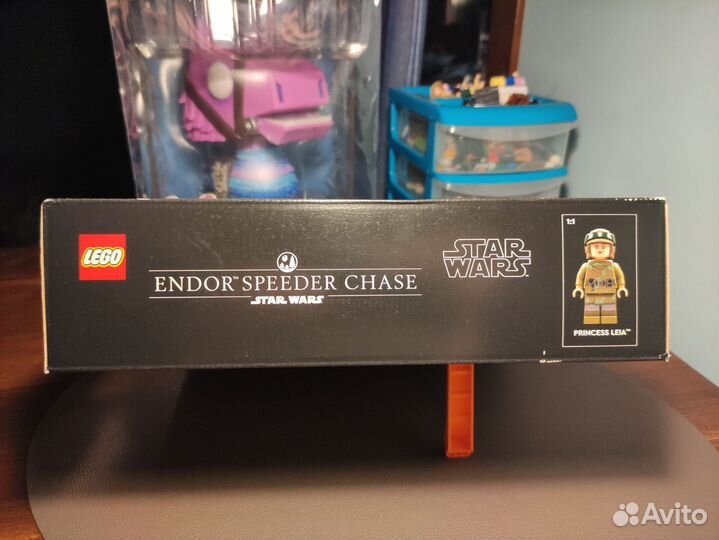 LEGO
ENDOR™ SPEEDER CHASE
STAR WARS
STAR WARS
1:1
PRINCESS LEIA™
Avito